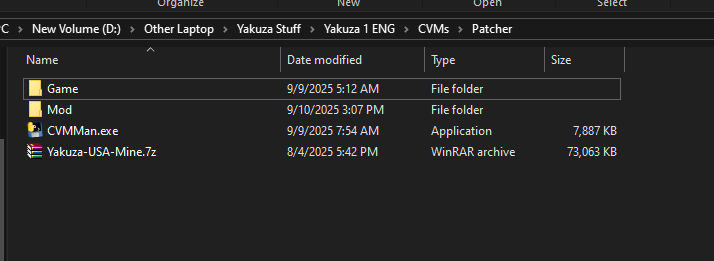 Organize New Open Select
PC > New Volume (D:) > Other Laptop > Yakuza Stuff > Yakuza 1 ENG > CVMs > Patcher
Name Date modified Type Size
Game 9/9/2025 5:12 AM File folder
Mod 9/10/2025 3:07 PM File folder
CVMMan.exe 9/9/2025 7:54 AM Application 7,887 KB
Yakuza-USA-Mine.7z 8/4/2025 5:42 PM WinRAR archive 73,063 KB